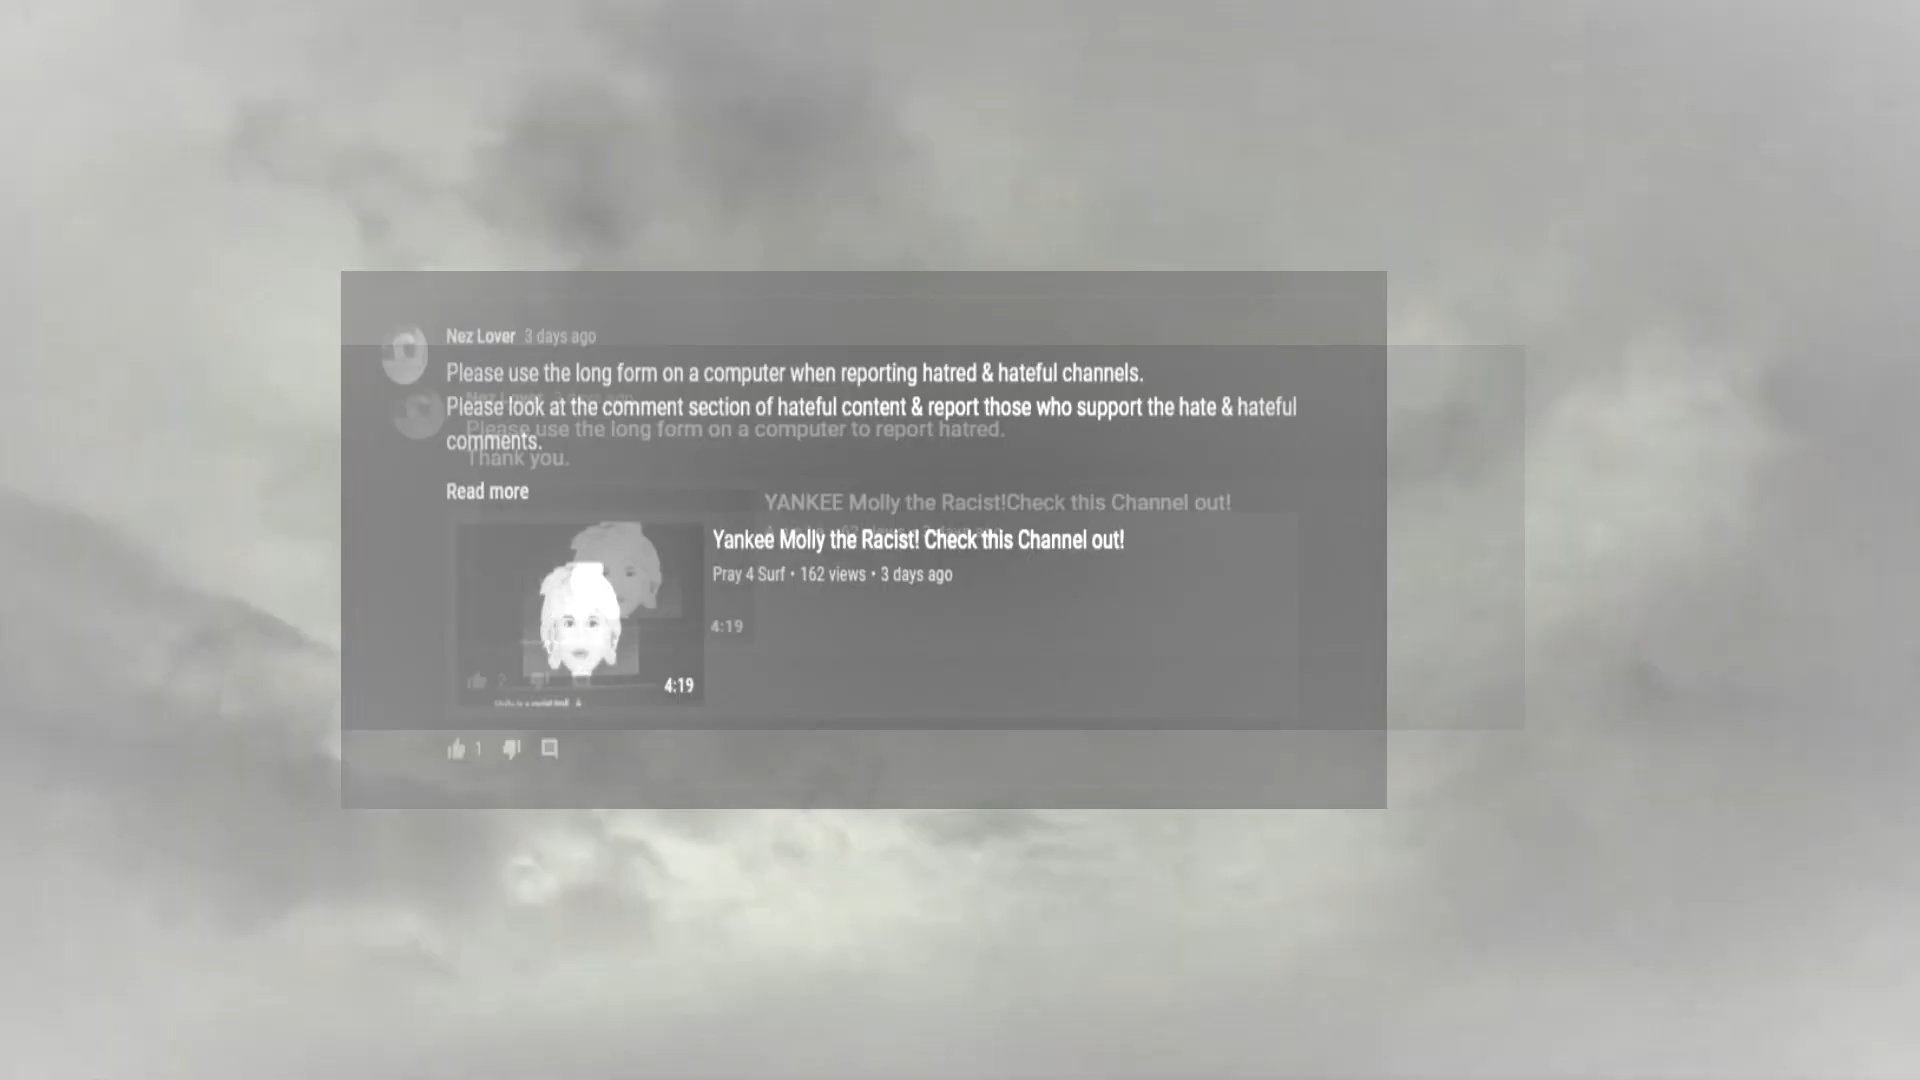 Nez Lover 3 days ago
Please use the long form on a computer when reporting hatred & hateful channels.
Please look at the comment section of hateful content & report those who support the hate & hateful
comments.
Read more
Yankee Molly the Racist! Check this Channel out!
Pray 4 Surf • 162 views • 3 days ago
4:19
1
Please use the long form on a computer to report hatred.
Thank you.
YANKEE Molly the Racist!Check this Channel out!
4:19
2